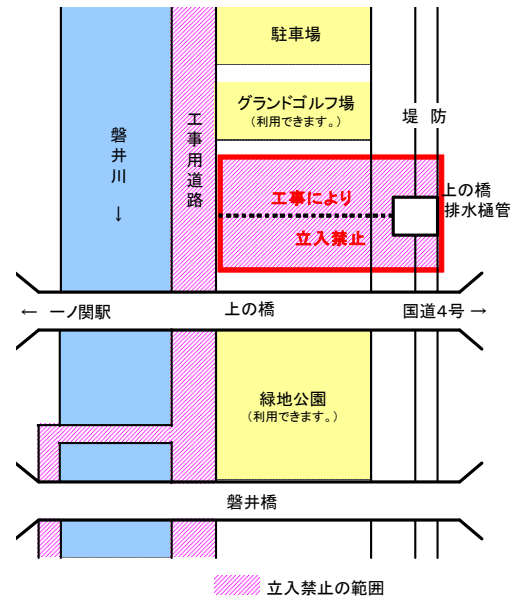 駐車場
グランドゴルフ場
（利用できます。）
堤 防
磐井川
↓
工事用道路
工事により
立入禁止
上の橋
排水樋管
← 一ノ関駅
上の橋
国道4号 →
緑地公園
（利用できます。）
磐井橋
立入禁止の範囲